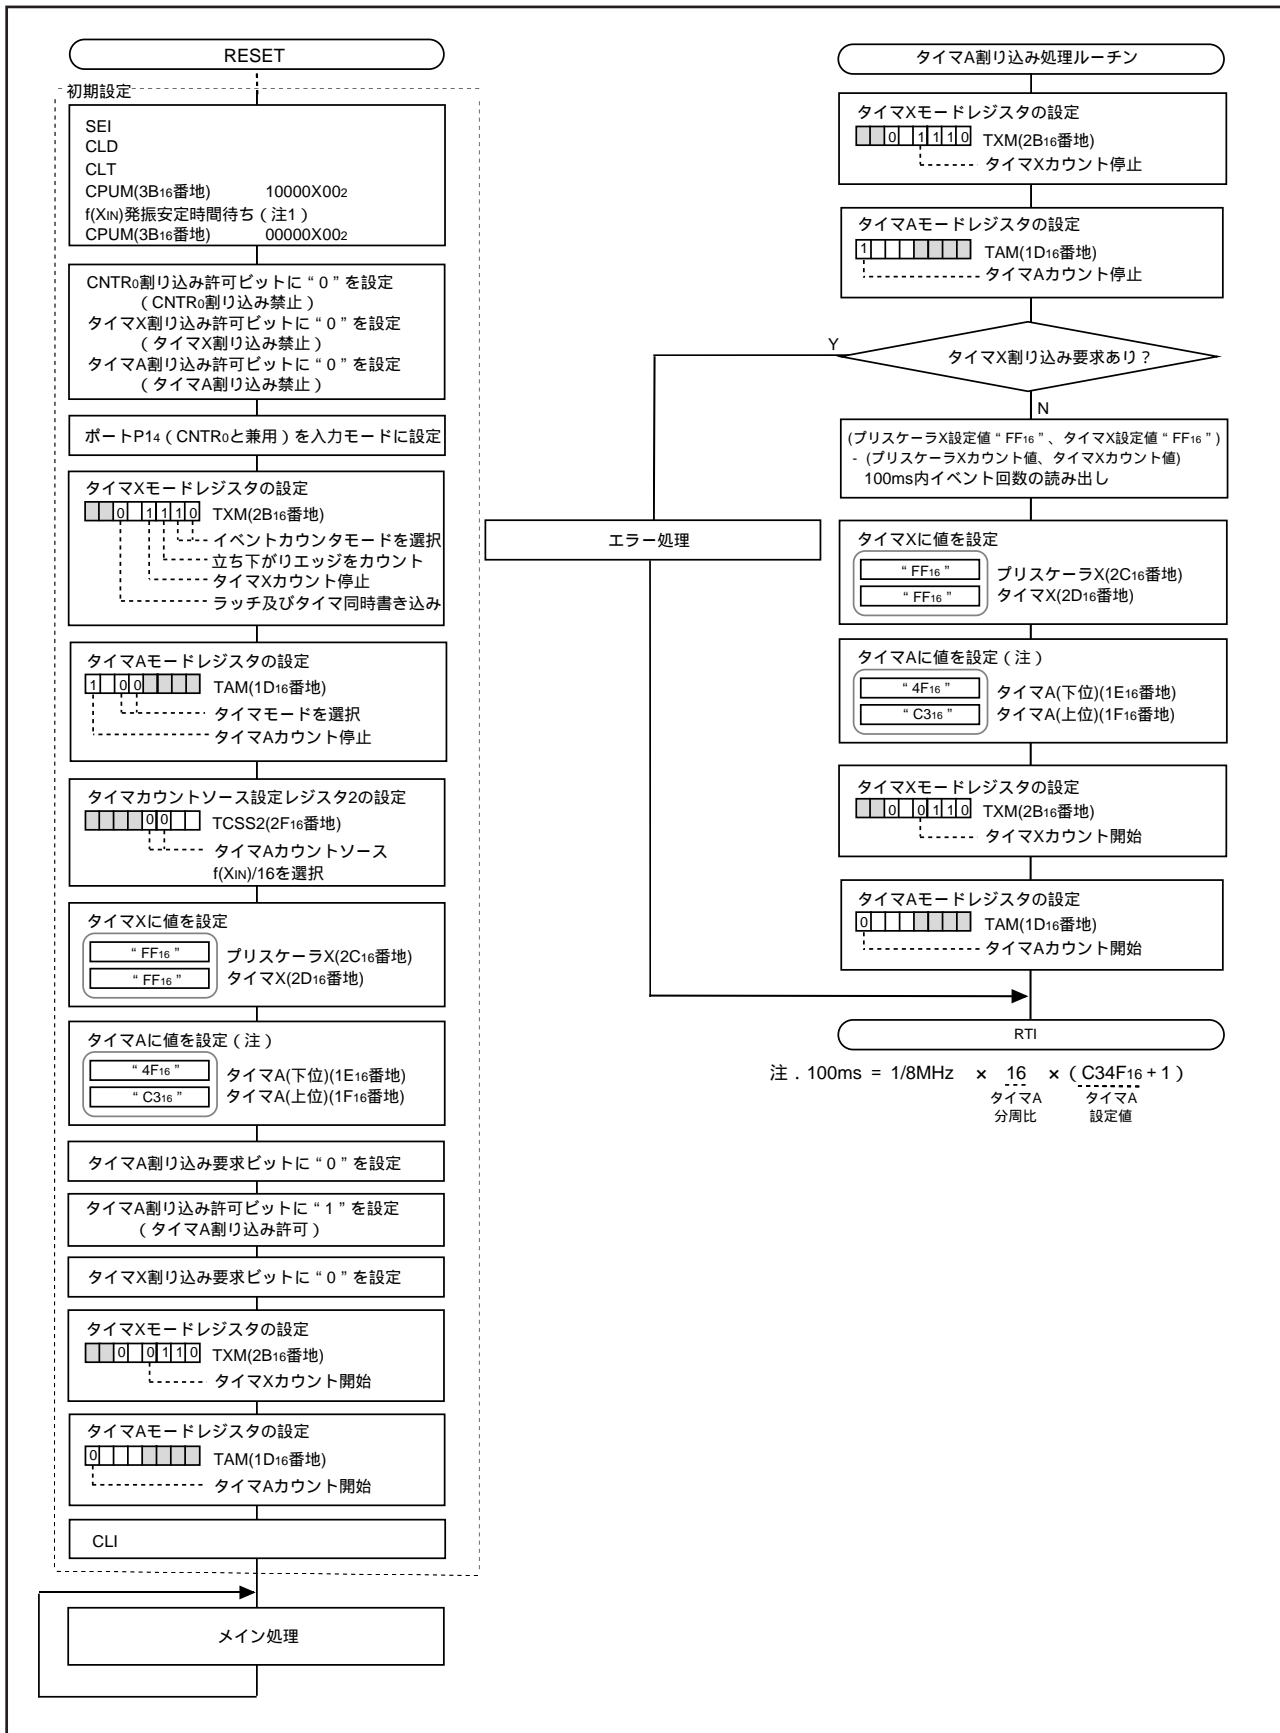 RESET
初期設定
SEI
CLD
CLT
CPUM(3B16番地) 10000X002
f(XIN)発振安定時間待ち（注1）
CPUM(3B16番地) 00000X002
CNTR0割り込み許可ビットに“0”を設定
（CNTR0割り込み禁止）
タイマX割り込み許可ビットに“0”を設定
（タイマX割り込み禁止）
タイマA割り込み許可ビットに“0”を設定
（タイマA割り込み禁止）
ポートP14（CNTR0と兼用）を入力モードに設定
タイマXモードレジスタの設定
0 1 1 1 0 TXM(2B16番地)
イベントカウンタモードを選択
立ち下がりエッジをカウント
タイマXカウント停止
ラッチ及びタイマ同時書き込み
タイマAモードレジスタの設定
1 0 0 TAM(1D16番地)
タイマモードを選択
タイマAカウント停止
タイマカウントソース設定レジスタ2の設定
0 0 TCSS2(2F16番地)
タイマAカウントソース
f(XIN)/16を選択
タイマXに値を設定
“FF16” プリスケーラX(2C16番地)
“FF16” タイマX(2D16番地)
タイマAに値を設定（注）
“4F16” タイマA(下位)(1E16番地)
“C316” タイマA(上位)(1F16番地)
タイマA割り込み要求ビットに“0”を設定
タイマA割り込み許可ビットに“1”を設定
（タイマA割り込み許可）
タイマX割り込み要求ビットに“0”を設定
タイマXモードレジスタの設定
0 0 1 1 0 TXM(2B16番地)
タイマXカウント開始
タイマAモードレジスタの設定
0 TAM(1D16番地)
タイマAカウント開始
CLI
メイン処理
タイマA割り込み処理ルーチン
タイマXモードレジスタの設定
0 1 1 1 0 TXM(2B16番地)
タイマXカウント停止
タイマAモードレジスタの設定
1 TAM(1D16番地)
タイマAカウント停止
Y
タイマX割り込み要求あり？
N
(プリスケーラX設定値“FF16”、タイマX設定値“FF16”)
- (プリスケーラXカウント値、タイマXカウント値)
100ms内イベント回数の読み出し
エラー処理
タイマXに値を設定
“FF16” プリスケーラX(2C16番地)
“FF16” タイマX(2D16番地)
タイマAに値を設定（注）
“4F16” タイマA(下位)(1E16番地)
“C316” タイマA(上位)(1F16番地)
タイマXモードレジスタの設定
0 0 1 1 0 TXM(2B16番地)
タイマXカウント開始
タイマAモードレジスタの設定
0 TAM(1D16番地)
タイマAカウント開始
RTI
注．100ms = 1/8MHz × 16 ×（C34F16 + 1）
タイマA タイマA
分周比 設定値